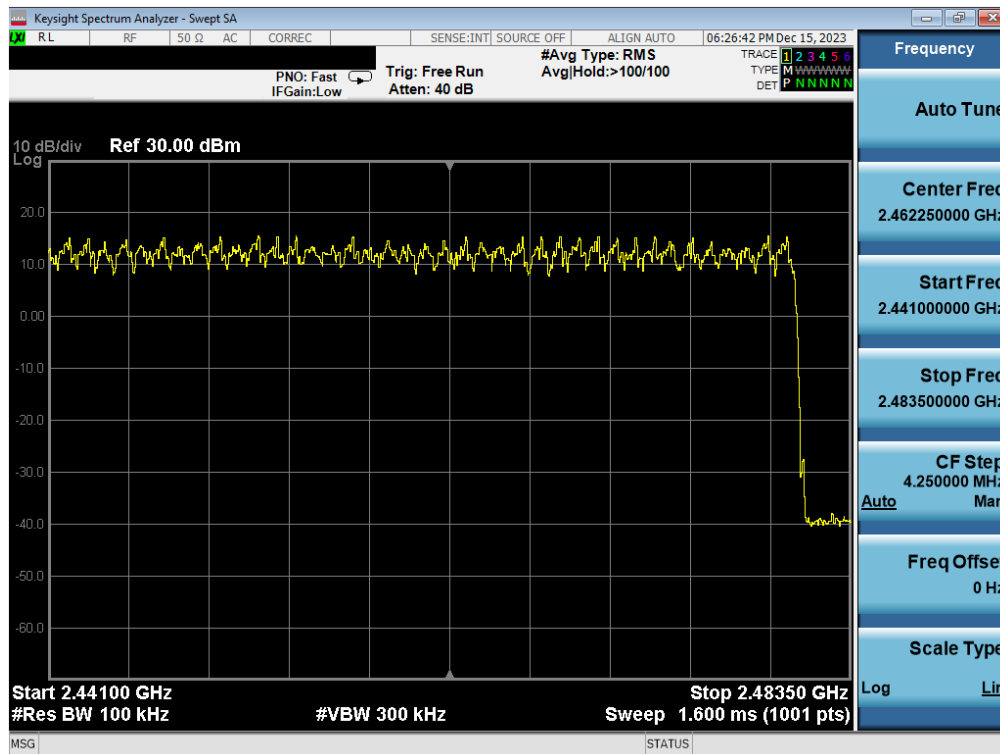 Keysight Spectrum Analyzer - Swept SA
LXI RL RF 50 Ω AC CORREC SENSE:INT SOURCE OFF ALIGN AUTO 06:26:42 PM Dec 15, 2023
PNO: Fast
IFGain:Low
Trig: Free Run
Atten: 40 dB
#Avg Type: RMS
Avg|Hold:>100/100
TRACE 1 2 3 4 5 6
TYPE M W W W W W
DET P N N N N N
10 dB/div
Log
Ref 30.00 dBm
20.0
10.0
0.00
-10.0
-20.0
-30.0
-40.0
-50.0
-60.0
Start 2.44100 GHz
#Res BW 100 kHz
#VBW 300 kHz
Stop 2.48350 GHz
Sweep 1.600 ms (1001 pts)
MSG
STATUS
Frequency
Auto Tune
Center Freq
2.462250000 GHz
Start Freq
2.441000000 GHz
Stop Freq
2.483500000 GHz
CF Step
4.250000 MHz
Auto Man
Freq Offset
0 Hz
Scale Type
Log Lin